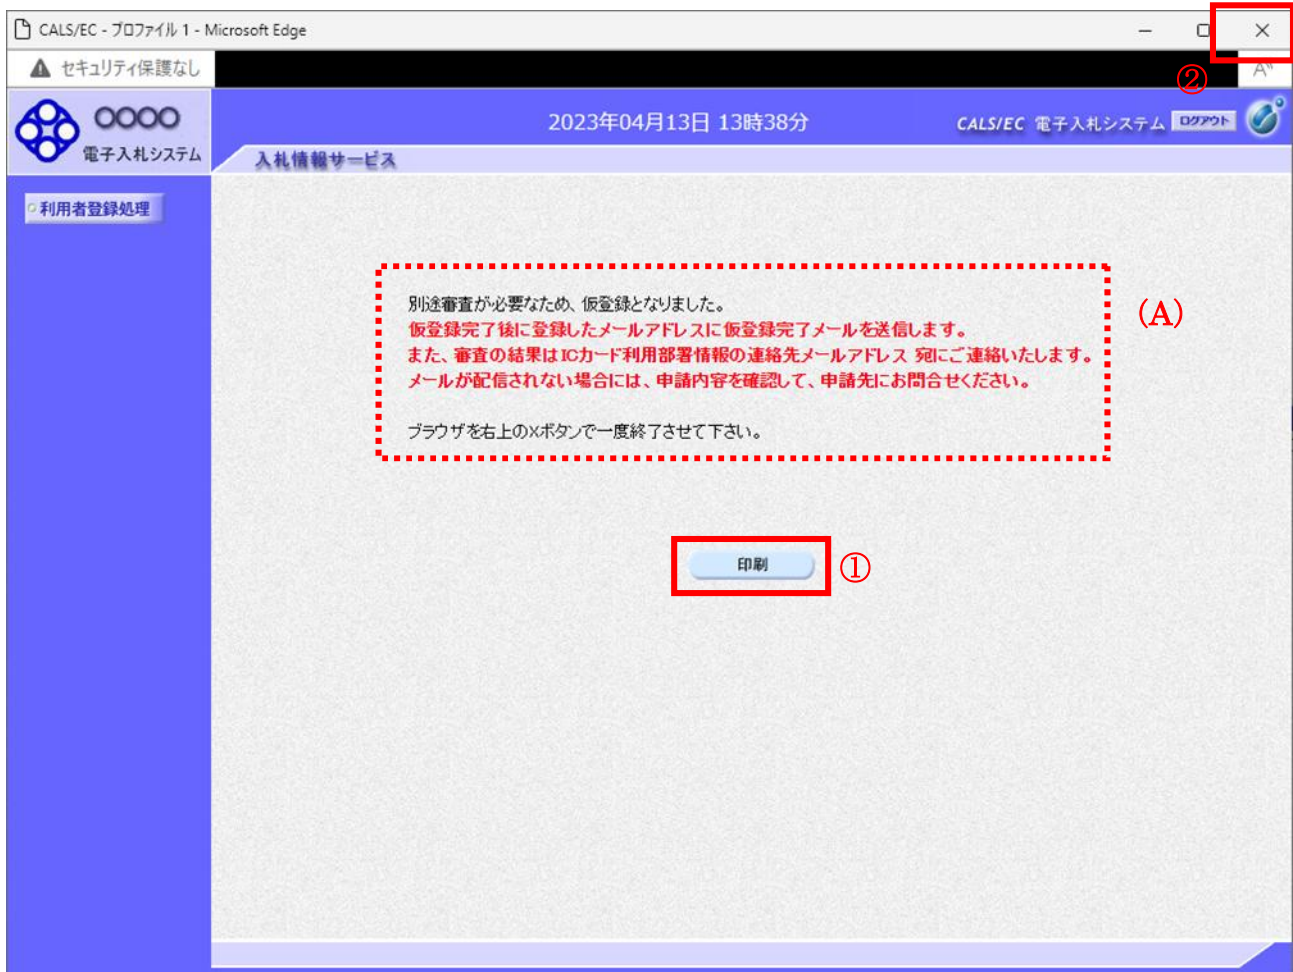 CALS/EC - プロファイル 1 - Microsoft Edge
セキュリティ保護なし
A
②
OOOO
電子入札システム
2023年04月13日 13時38分
CALS/EC 電子入札システム
ログアウト
入札情報サービス
利用者登録処理
別途審査が必要なため、仮登録となりました。
仮登録完了後に登録したメールアドレスに仮登録完了メールを送信します。
また、審査の結果はICカード利用部署情報の連絡先メールアドレス 宛にご連絡いたします。
メールが配信されない場合には、申請内容を確認して、申請先にお問合せください。
ブラウザを右上の×ボタンで一度終了させて下さい。
(A)
印刷
①